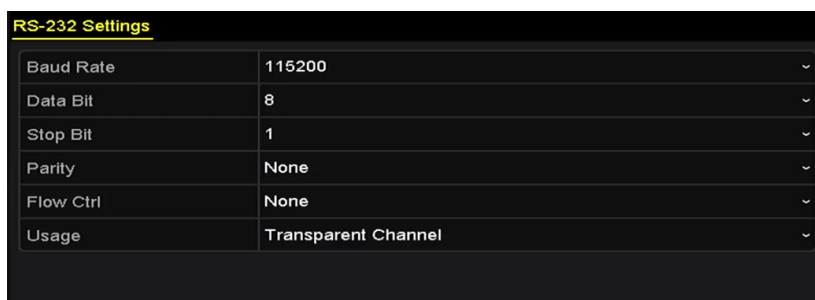 RS-232 Settings
Baud Rate 115200
Data Bit 8
Stop Bit 1
Parity None
Flow Ctrl None
Usage Transparent Channel